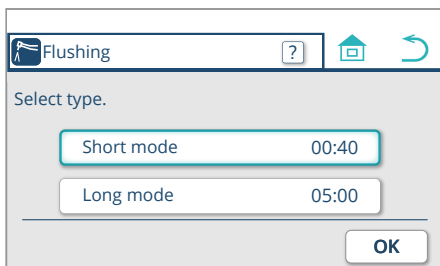 Flushing ?
Select type.
Short mode 00:40
Long mode 05:00
OK